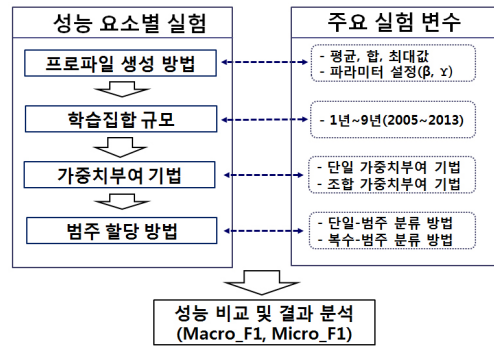 성능 요소별 실험
프로파일 생성 방법
학습집합 규모
가중치부여 기법
범주 할당 방법
주요 실험 변수
- 평균, 합, 최대값
- 파라미터 설정(β, γ)
- 1년~9년(2005~2013)
- 단일 가중치부여 기법
- 조합 가중치부여 기법
- 단일-범주 분류 방법
- 복수-범주 분류 방법
성능 비교 및 결과 분석
(Macro_F1, Micro_F1)